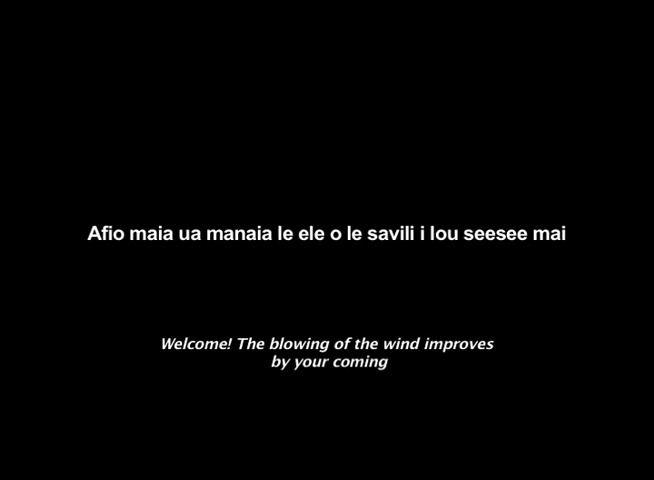 Afio maia ua manaia le ele o le savili i lou seesee mai
Welcome! The blowing of the wind improves
by your coming